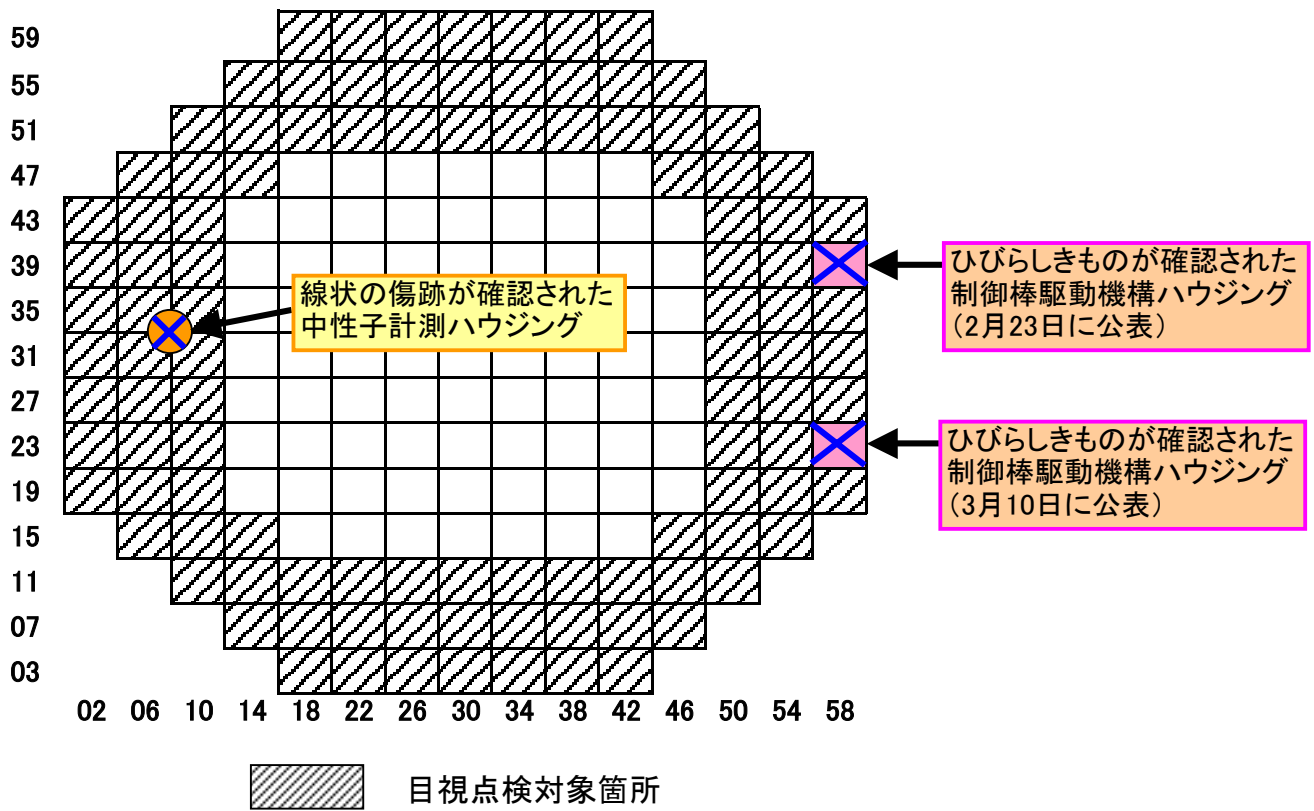 59
55
51
47
43
39
35
31
27
23
19
15
11
07
03
02 06 10 14 18 22 26 30 34 38 42 46 50 54 58
線状の傷跡が確認された
中性子計測ハウジング
ひびらしきものが確認された
制御棒駆動機構ハウジング
(2月23日に公表)
ひびらしきものが確認された
制御棒駆動機構ハウジング
(3月10日に公表)
目視点検対象箇所